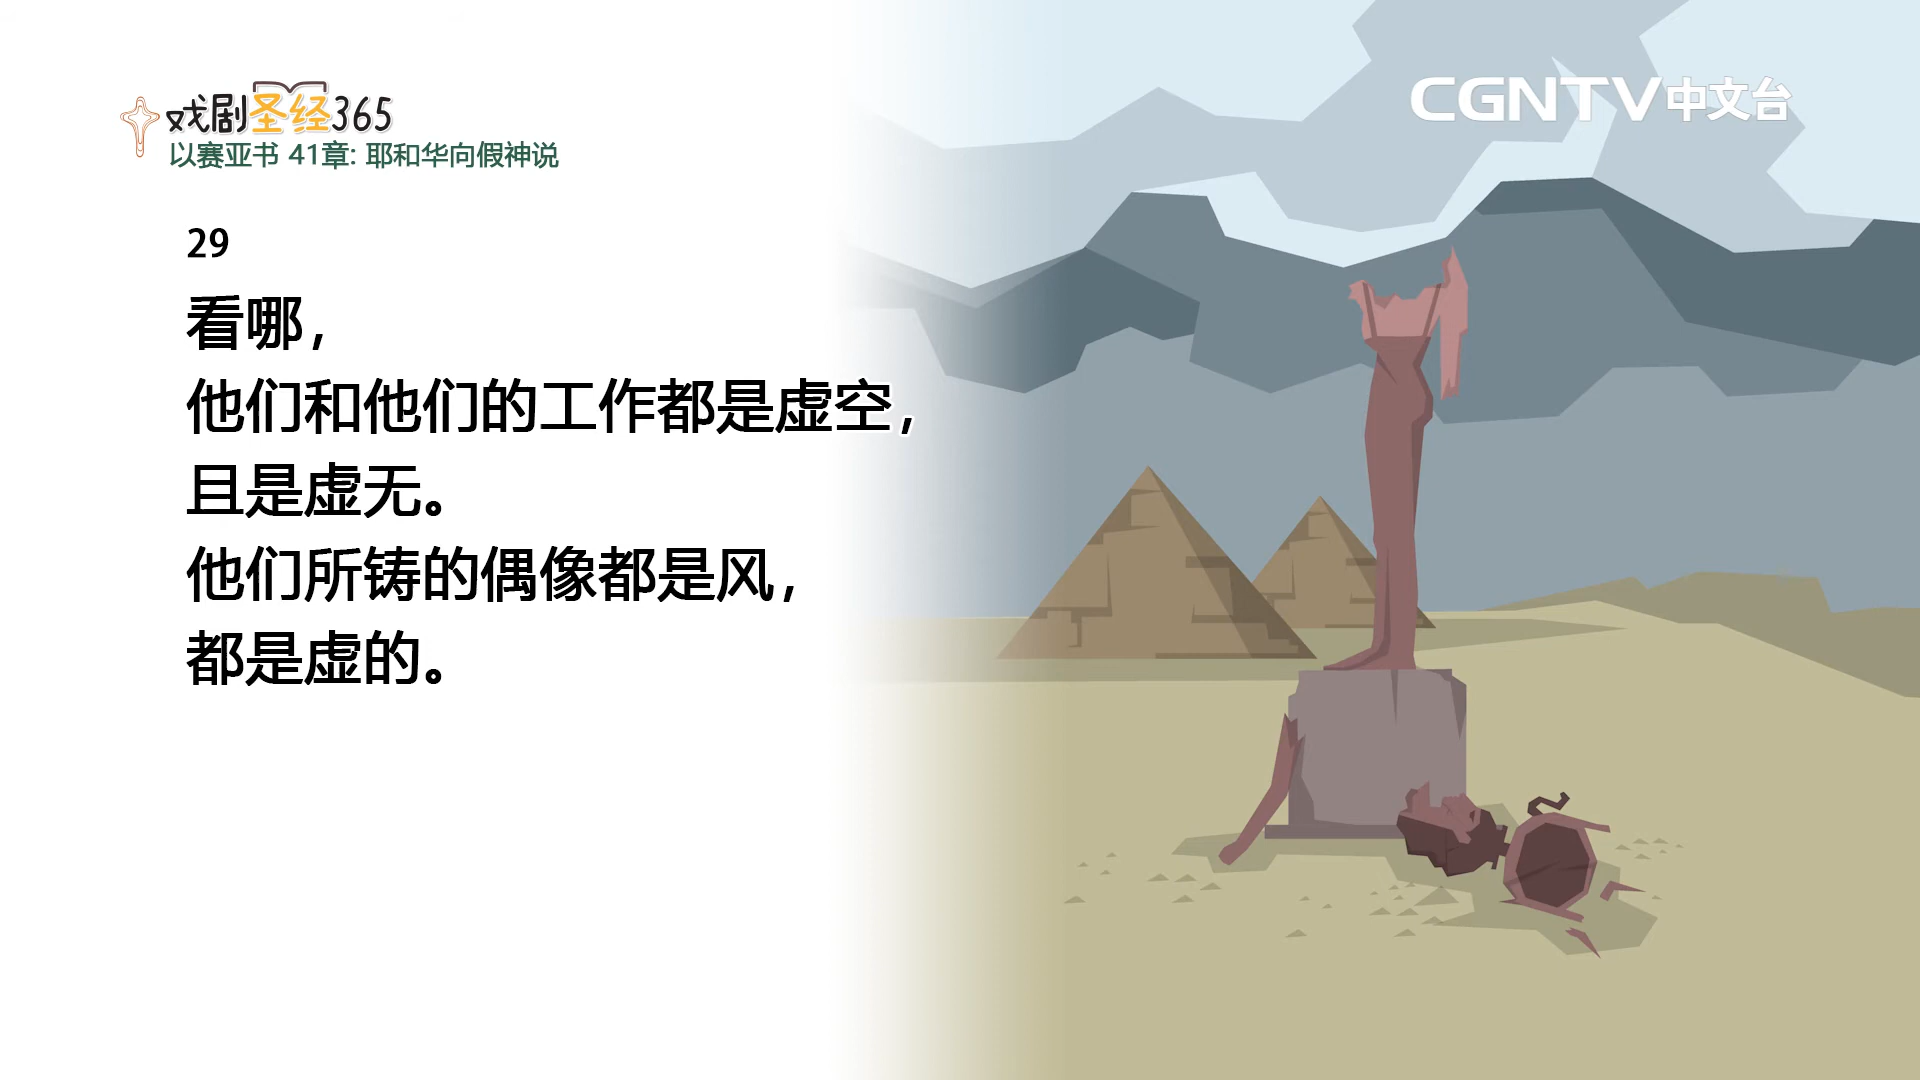 戏剧圣经365
CGNTV中文台
以赛亚书 41章: 耶和华向假神说
29
看哪，
他们和他们的工作都是虚空，
且是虚无。
他们所铸的偶像都是风，
都是虚的。